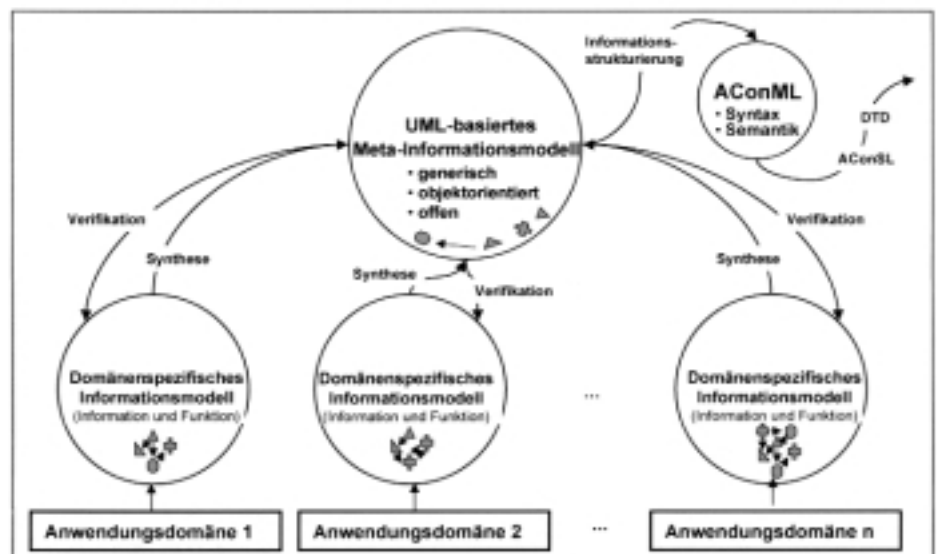 Informations-
strukturierung
AConML
• Syntax
• Semantik
DTD
/
AConSL
UML-basiertes
Meta-Informationsmodell
• generisch
• objektorientiert
• offen
Verifikation
Synthese
Synthese
Verifikation
Verifikation
Synthese
Domänenspezifisches
Informationsmodell
(Information und Funktion)
Domänenspezifisches
Informationsmodell
(Information und Funktion)
...
Domänenspezifisches
Informationsmodell
(Information und Funktion)
Anwendungsdomäne 1
Anwendungsdomäne 2
...
Anwendungsdomäne n